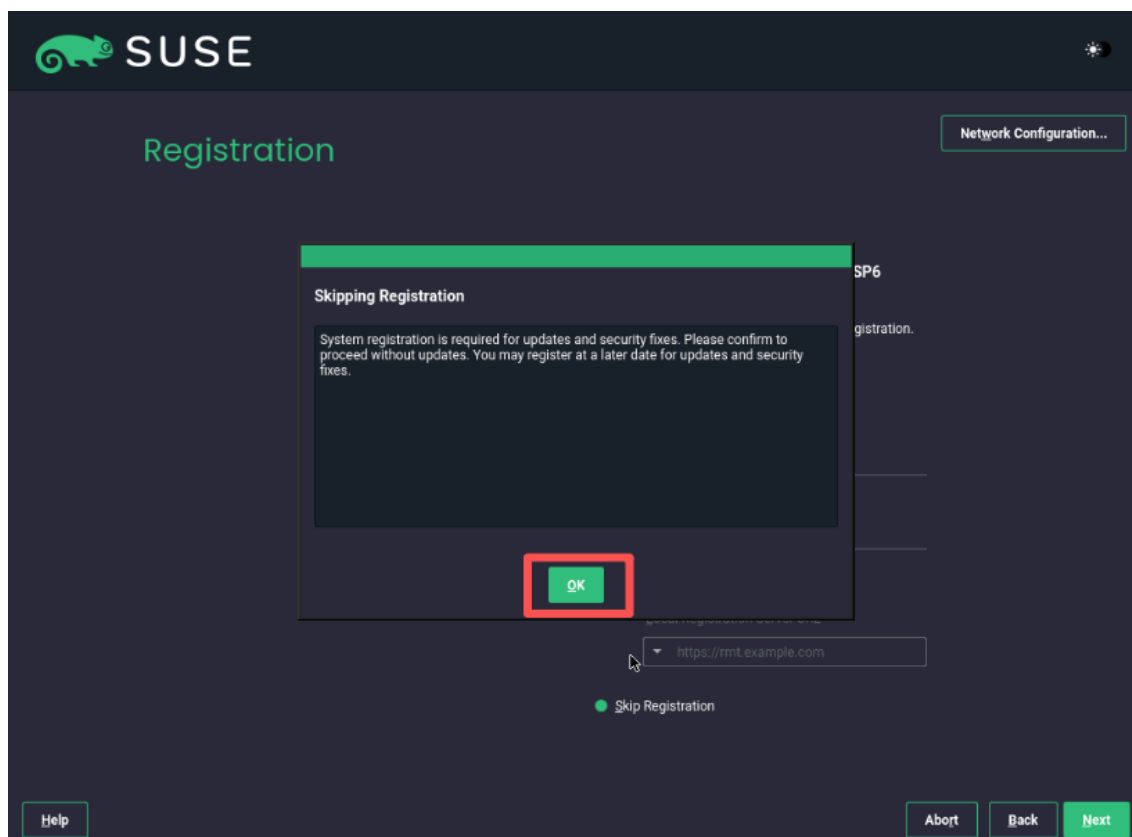 SUSE
Network Configuration...
Registration
SP6
Skipping Registration
gistration.
System registration is required for updates and security fixes. Please confirm to
proceed without updates. You may register at a later date for updates and security
fixes.
OK
https://rmt.example.com
Skip Registration
Help
Abort
Back
Next